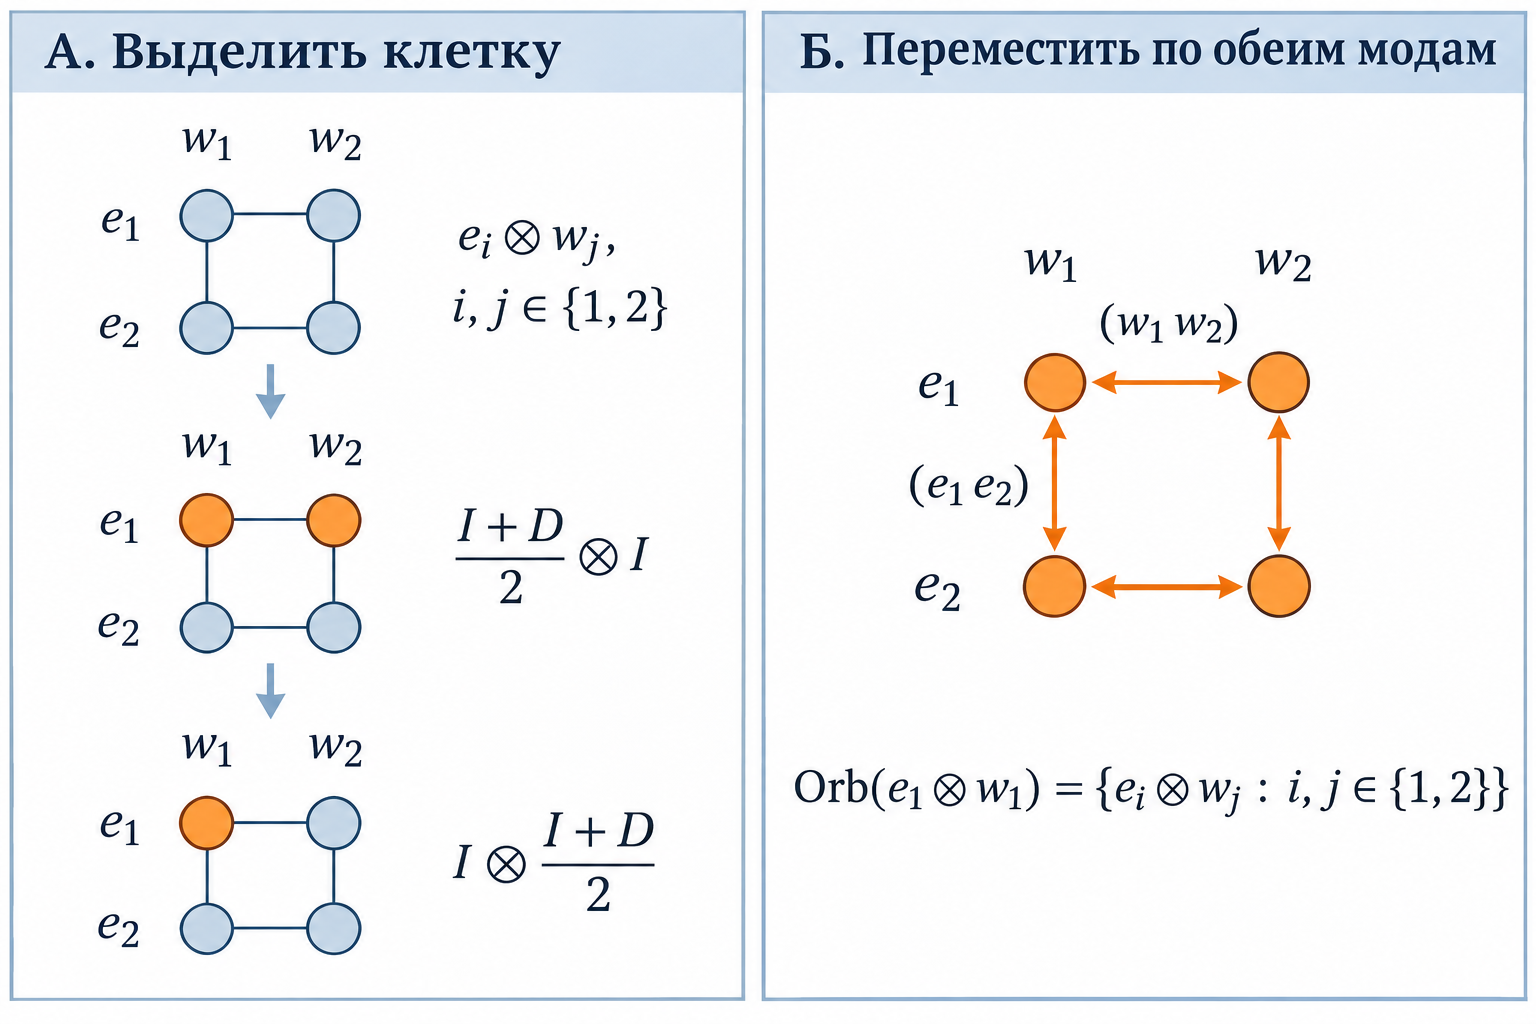 А. Выделить клетку
w₁ w₂
e₁
e₂
eᵢ ⊗ wⱼ,
i, j ∈ {1, 2}
w₁ w₂
e₁
e₂
(I + D)/2 ⊗ I
w₁ w₂
e₁
e₂
I ⊗ (I + D)/2
Б. Переместить по обеим модам
w₁ w₂
(w₁ w₂)
e₁
(e₁ e₂)
e₂
Orb(e₁ ⊗ w₁) = {eᵢ ⊗ wⱼ : i, j ∈ {1, 2}}